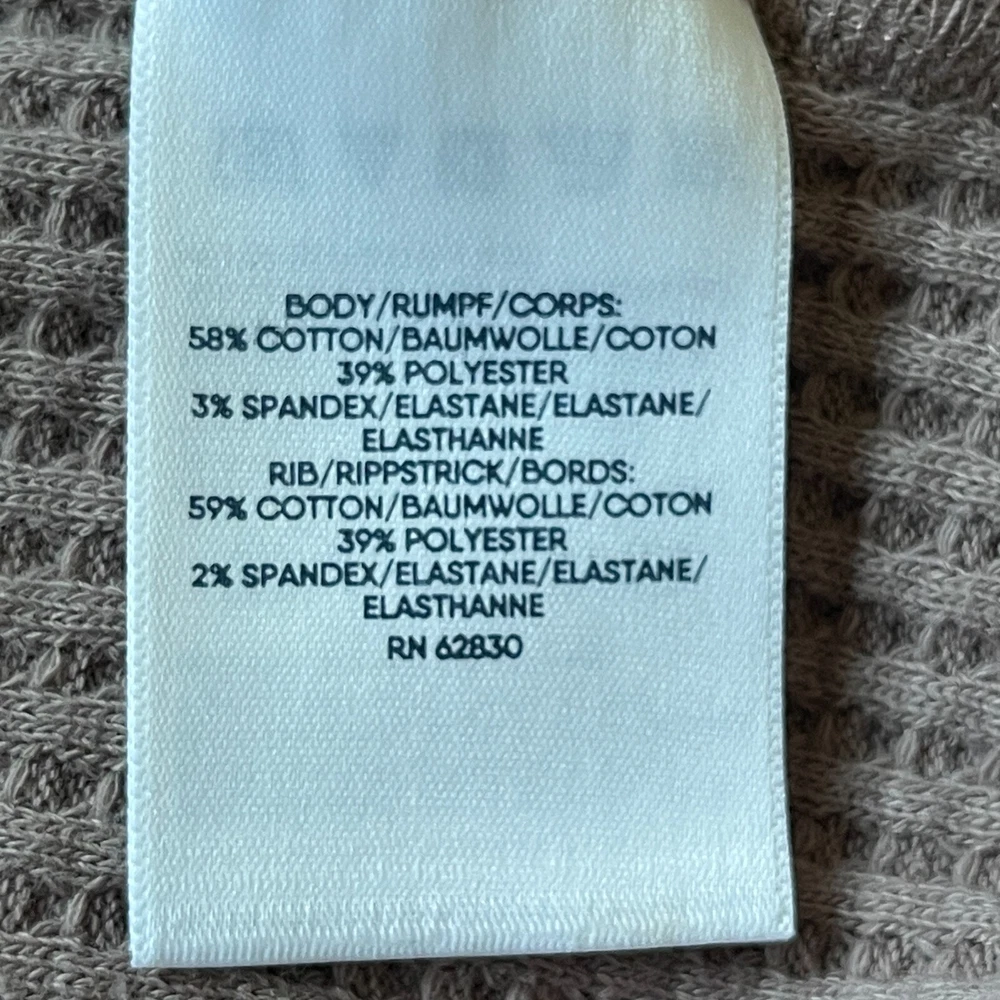 BODY/RUMPF/CORPS:
58% COTTON/BAUMWOLLE/COTON
39% POLYESTER
3% SPANDEX/ELASTANE/ELASTANE/
ELASTHANNE
RIB/RIPPSTRICK/BORDS:
59% COTTON/BAUMWOLLE/COTON
39% POLYESTER
2% SPANDEX/ELASTANE/ELASTANE/
ELASTHANNE
RN 62830